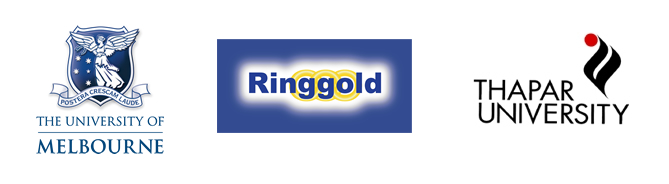 POSTERA CRESCAM LAUDE
THE UNIVERSITY OF
MELBOURNE
Ringgold
THAPAR
UNIVERSITY